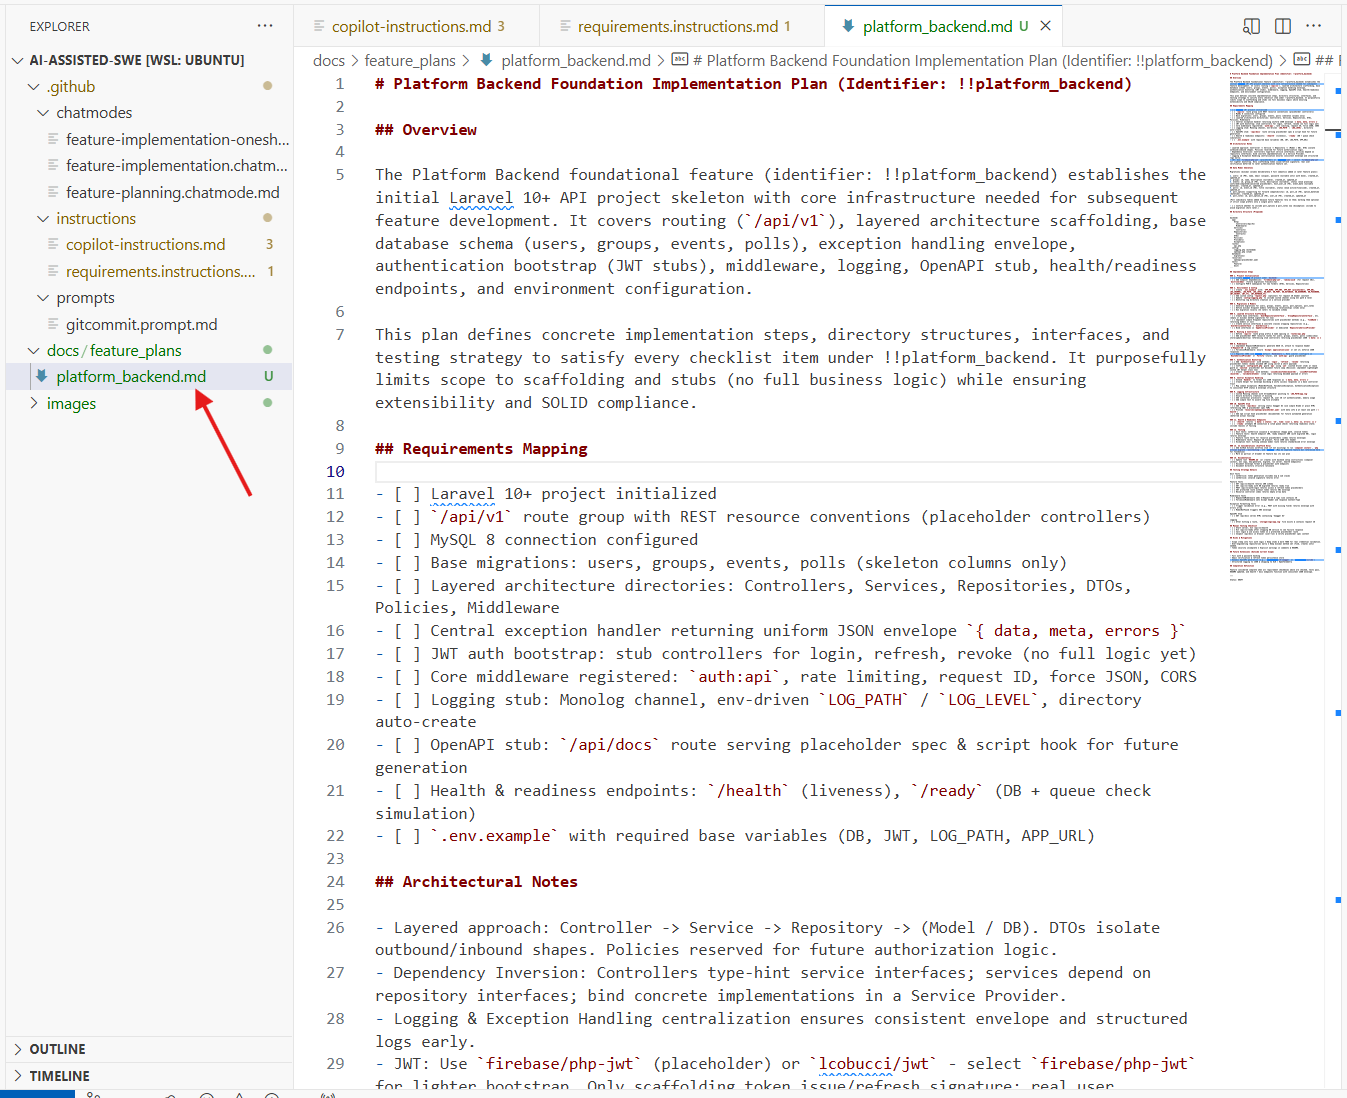 EXPLORER
AI-ASSISTED-SWE [WSL: UBUNTU]
.github
chatmodes
feature-implementation-onesh...
feature-implementation.chatm...
feature-planning.chatmode.md
instructions
copilot-instructions.md 3
requirements.instructions.... 1
prompts
gitcommit.prompt.md
docs / feature_plans
platform_backend.md U
images
OUTLINE
TIMELINE
copilot-instructions.md 3
requirements.instructions.md 1
platform_backend.md U
docs > feature_plans > platform_backend.md > # Platform Backend Foundation Implementation Plan (Identifier: !!platform_backend) > ##
1 # Platform Backend Foundation Implementation Plan (Identifier: !!platform_backend)
2
3 ## Overview
4
5 The Platform Backend foundational feature (identifier: !!platform_backend) establishes the
initial Laravel 10+ API project skeleton with core infrastructure needed for subsequent
feature development. It covers routing (`/api/v1`), layered architecture scaffolding, base
database schema (users, groups, events, polls), exception handling envelope,
authentication bootstrap (JWT stubs), middleware, logging, OpenAPI stub, health/readiness
endpoints, and environment configuration.
6
7 This plan defines concrete implementation steps, directory structures, interfaces, and
testing strategy to satisfy every checklist item under !!platform_backend. It purposefully
limits scope to scaffolding and stubs (no full business logic) while ensuring
extensibility and SOLID compliance.
8
9 ## Requirements Mapping
10
11 - [ ] Laravel 10+ project initialized
12 - [ ] `/api/v1` route group with REST resource conventions (placeholder controllers)
13 - [ ] MySQL 8 connection configured
14 - [ ] Base migrations: users, groups, events, polls (skeleton columns only)
15 - [ ] Layered architecture directories: Controllers, Services, Repositories, DTOs,
Policies, Middleware
16 - [ ] Central exception handler returning uniform JSON envelope `{ data, meta, errors }`
17 - [ ] JWT auth bootstrap: stub controllers for login, refresh, revoke (no full logic yet)
18 - [ ] Core middleware registered: `auth:api`, rate limiting, request ID, force JSON, CORS
19 - [ ] Logging stub: Monolog channel, env-driven `LOG_PATH` / `LOG_LEVEL`, directory
auto-create
20 - [ ] OpenAPI stub: `/api/docs` route serving placeholder spec & script hook for future
generation
21 - [ ] Health & readiness endpoints: `/health` (liveness), `/ready` (DB + queue check
simulation)
22 - [ ] `.env.example` with required base variables (DB, JWT, LOG_PATH, APP_URL)
23
24 ## Architectural Notes
25
26 - Layered approach: Controller -> Service -> Repository -> (Model / DB). DTOs isolate
outbound/inbound shapes. Policies reserved for future authorization logic.
27 - Dependency Inversion: Controllers type-hint service interfaces; services depend on
repository interfaces; bind concrete implementations in a Service Provider.
28 - Logging & Exception Handling centralization ensures consistent envelope and structured
logs early.
29 - JWT: Use `firebase/php-jwt` (placeholder) or `lcobucci/jwt` - select `firebase/php-jwt`
for lighter bootstrap. Only scaffolding token issue/refresh signature; real user